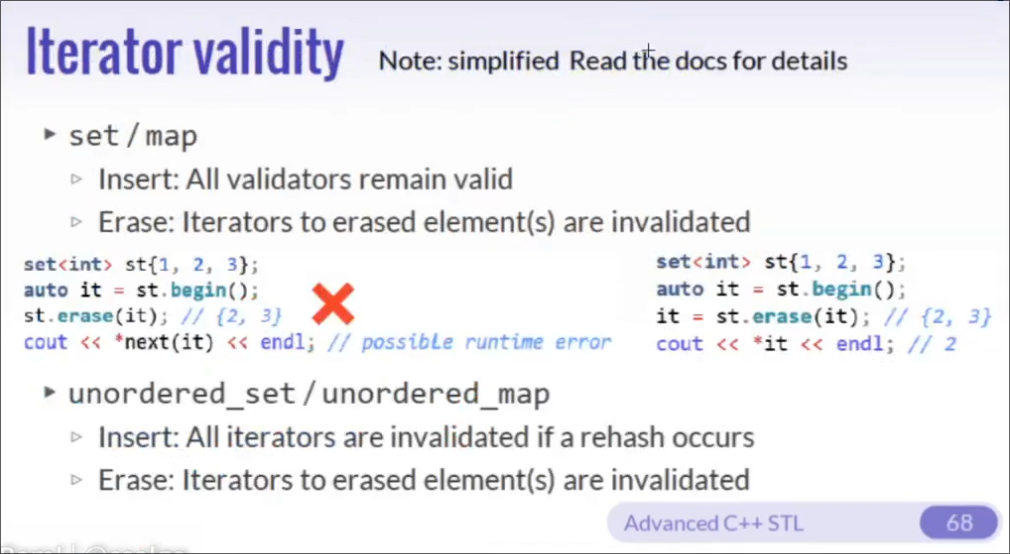 Iterator validity Note: simplified Read the docs for details
set / map
Insert: All validators remain valid
Erase: Iterators to erased element(s) are invalidated
set<int> st{1, 2, 3};
auto it = st.begin();
st.erase(it); // {2, 3}
cout << *next(it) << endl; // possible runtime error
set<int> st{1, 2, 3};
auto it = st.begin();
it = st.erase(it); // {2, 3}
cout << *it << endl; // 2
unordered_set / unordered_map
Insert: All iterators are invalidated if a rehash occurs
Erase: Iterators to erased element(s) are invalidated
Advanced C++ STL 68